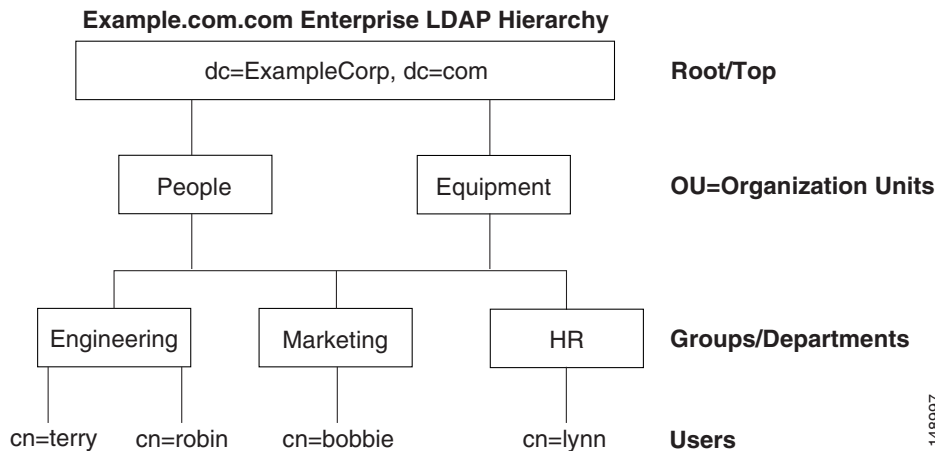 Example.com.com Enterprise LDAP Hierarchy
dc=ExampleCorp, dc=com
Root/Top
People
Equipment
OU=Organization Units
Engineering
Marketing
HR
Groups/Departments
cn=terry
cn=robin
cn=bobbie
cn=lynn
Users
148997